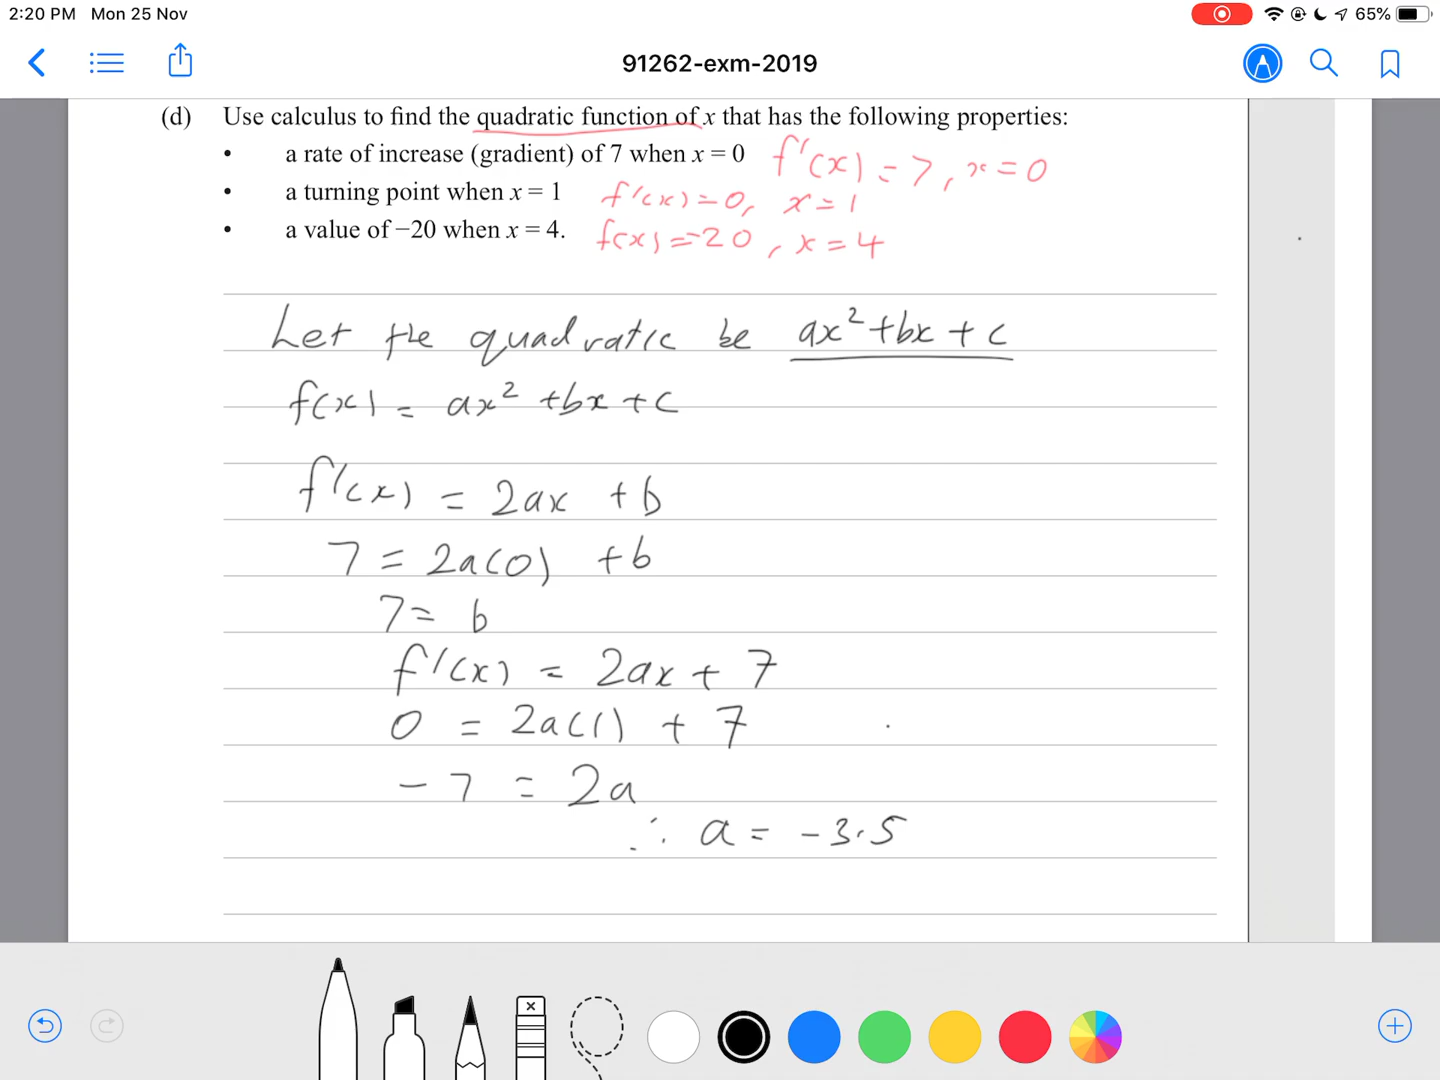 2:20 PM Mon 25 Nov 65%
91262-exm-2019
(d) Use calculus to find the quadratic function of x that has the following properties:
• a rate of increase (gradient) of 7 when x = 0 f'(x) = 7, x = 0
• a turning point when x = 1 f'(x) = 0, x = 1
• a value of −20 when x = 4. f(x) = -20, x = 4
Let the quadratic be ax² + bx + c
f(x) = ax² + bx + c
f'(x) = 2ax + b
7 = 2a(0) + b
7 = b
f'(x) = 2ax + 7
0 = 2a(1) + 7
-7 = 2a
∴ a = -3.5